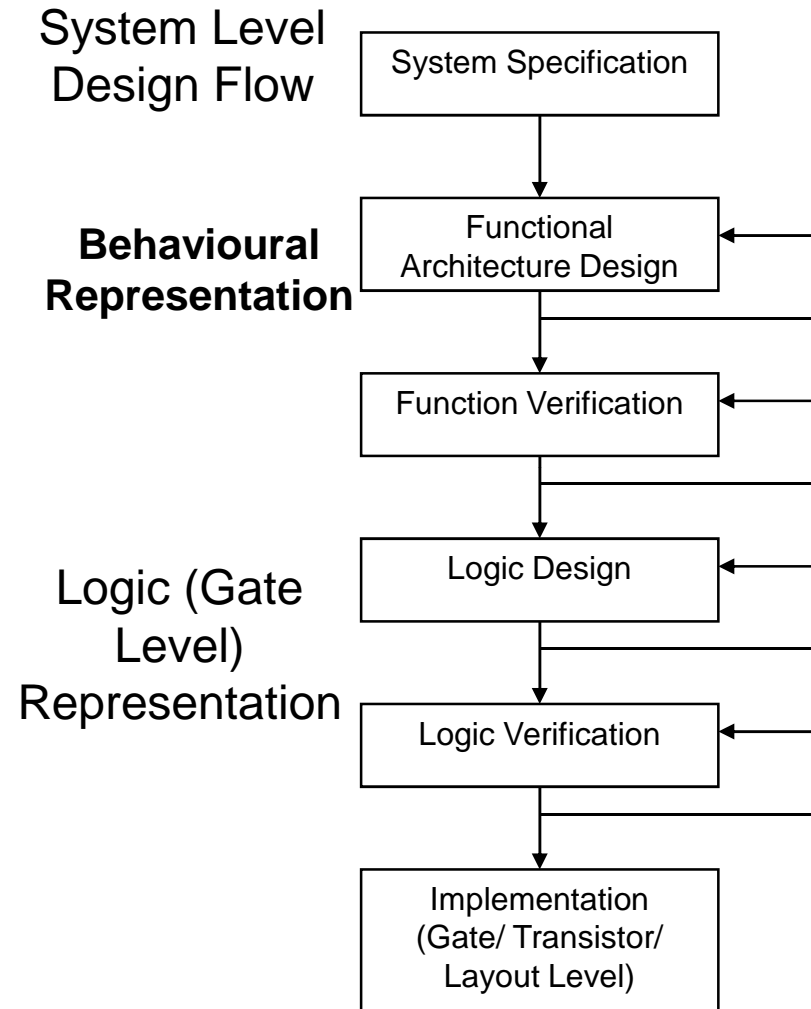 System Level
Design Flow
System Specification
Behavioural
Representation
Functional
Architecture Design
Function Verification
Logic (Gate
Level)
Representation
Logic Design
Logic Verification
Implementation
(Gate/ Transistor/
Layout Level)